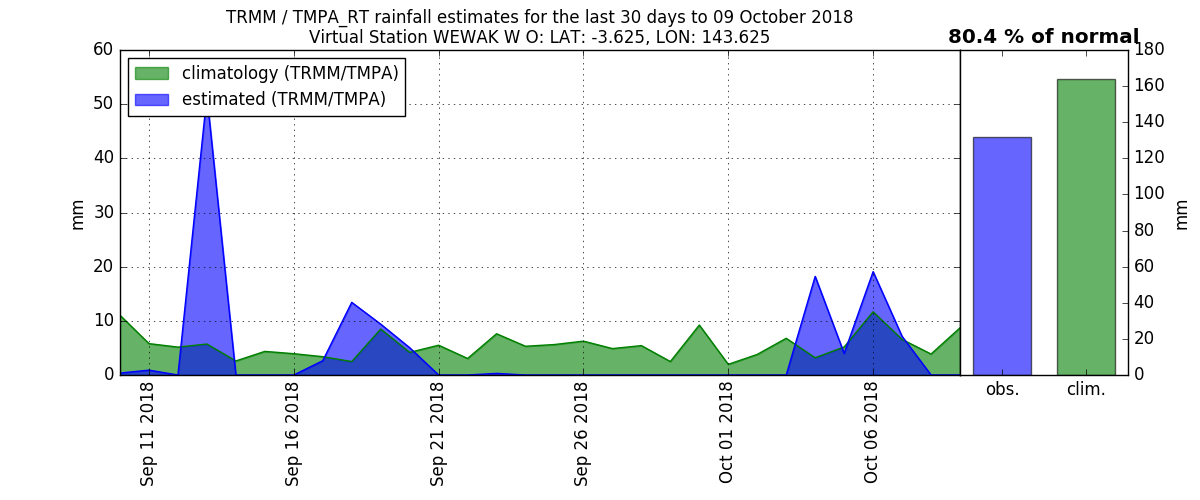 TRMM / TMPA_RT rainfall estimates for the last 30 days to 09 October 2018
Virtual Station WEWAK W O: LAT: -3.625, LON: 143.625
80.4 % of normal
climatology (TRMM/TMPA)
estimated (TRMM/TMPA)
60
50
40
30
20
10
0
mm
Sep 11 2018
Sep 16 2018
Sep 21 2018
Sep 26 2018
Oct 01 2018
Oct 06 2018
obs.
clim.
180
160
140
120
100
80
60
40
20
0
mm